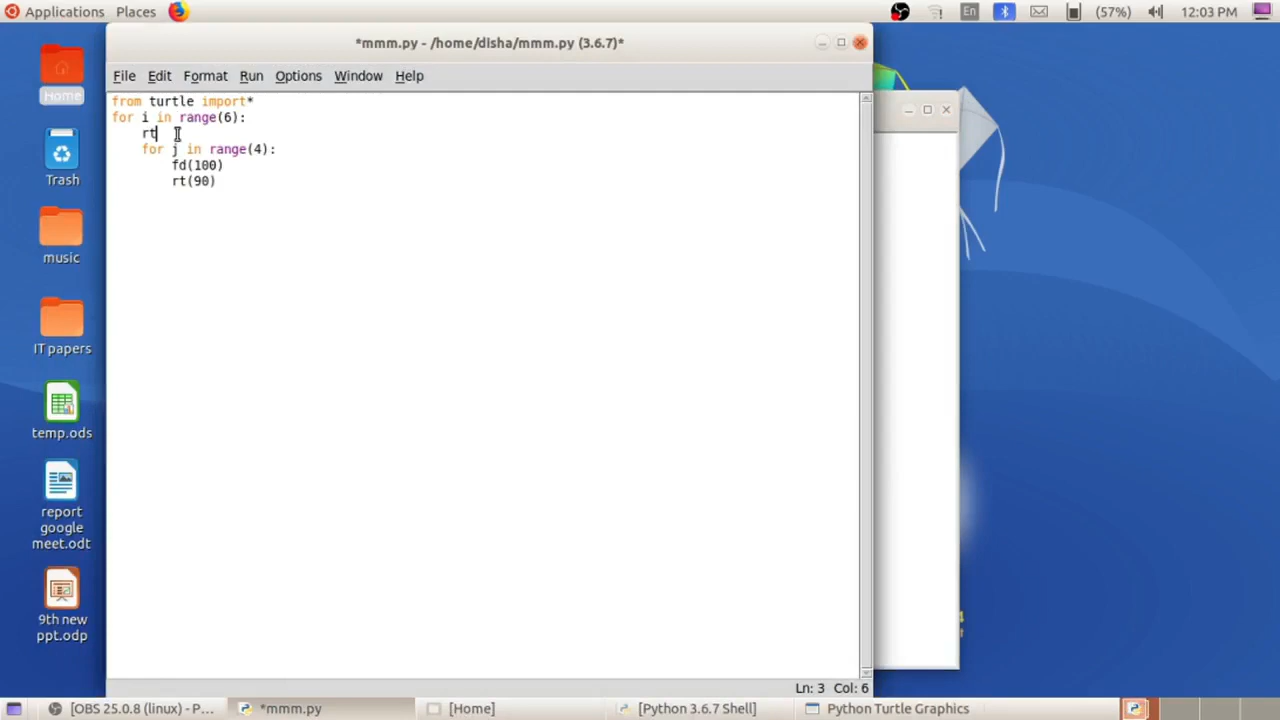 Applications Places En (57%) 12:03 PM
*mmm.py - /home/disha/mmm.py (3.6.7)*
File Edit Format Run Options Window Help
from turtle import*
for i in range(6):
rt
for j in range(4):
fd(100)
rt(90)
Home
Trash
music
IT papers
temp.ods
report
google
meet.odt
9th new
ppt.odp
Ln: 3 Col: 6
[OBS 25.0.8 (linux) - P... *mmm.py [Home] [Python 3.6.7 Shell] Python Turtle Graphics